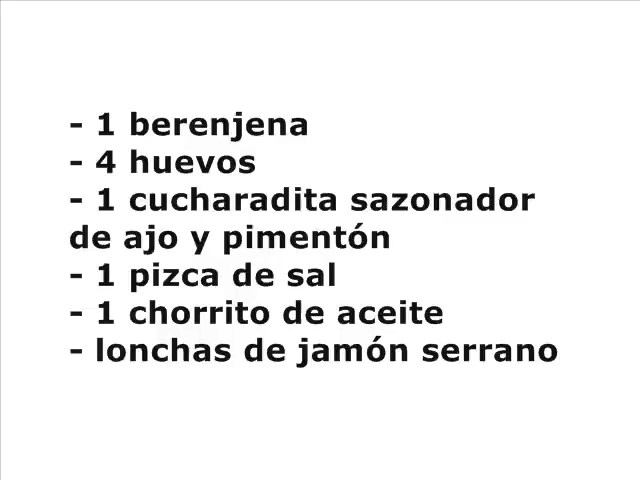 - 1 berenjena
- 4 huevos
- 1 cucharadita sazonador
de ajo y pimentón
- 1 pizca de sal
- 1 chorrito de aceite
- lonchas de jamón serrano